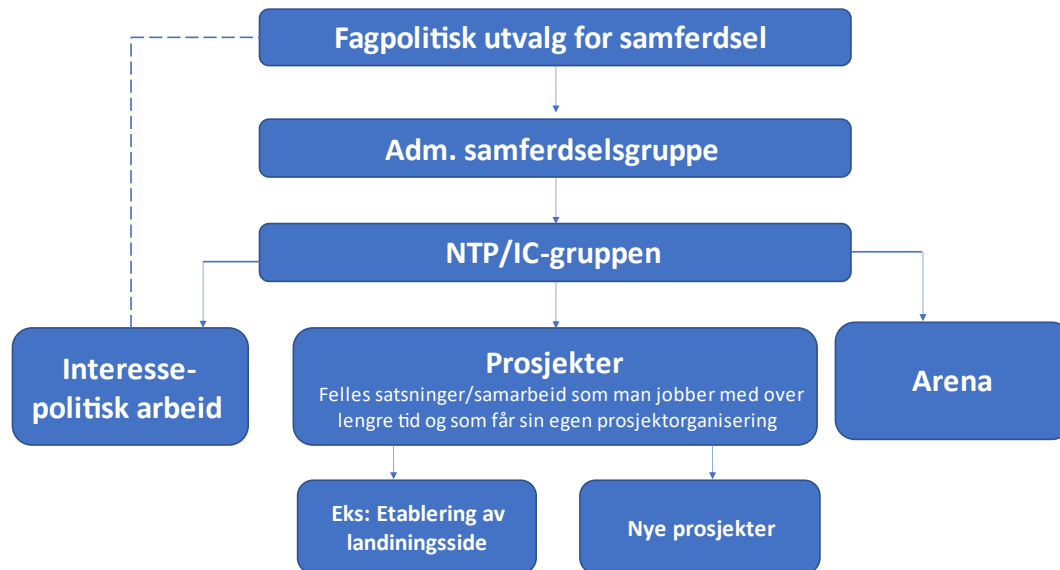 Fagpolitisk utvalg for samferdsel
Adm. samferdselsgruppe
NTP/IC-gruppen
Interesse-
politisk arbeid
Prosjekter
Felles satsninger/samarbeid som man jobber med over
lengre tid og som får sin egen prosjektorganisering
Arena
Eks: Etablering av
landiningsside
Nye prosjekter